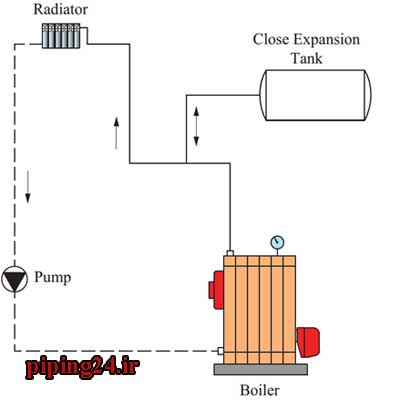 Radiator
Close Expansion
Tank
Pump
piping24.ir
Boiler